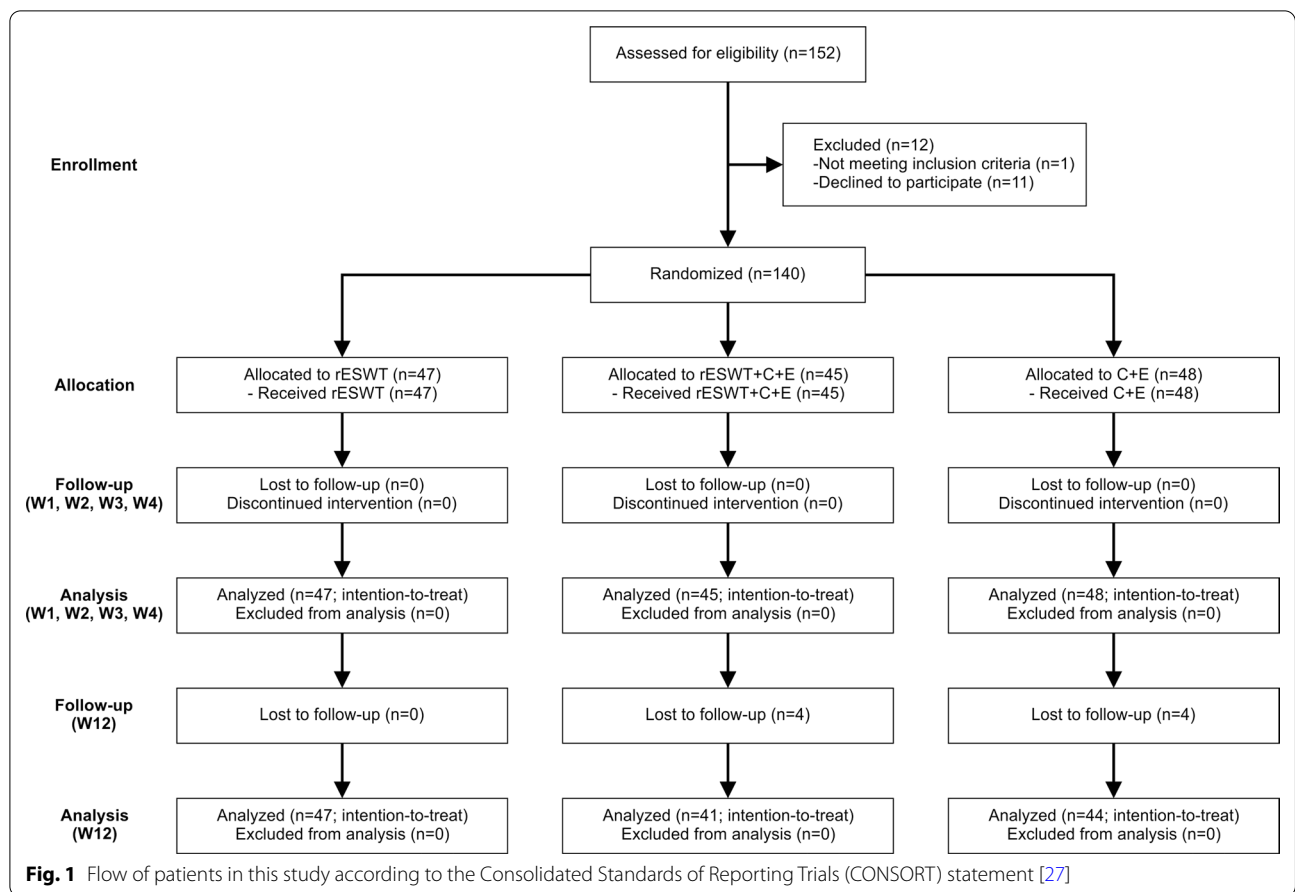 Assessed for eligibility (n=152)
Enrollment
Excluded (n=12)
-Not meeting inclusion criteria (n=1)
-Declined to participate (n=11)
Randomized (n=140)
Allocation
Allocated to rESWT (n=47)
- Received rESWT (n=47)
Allocated to rESWT+C+E (n=45)
- Received rESWT+C+E (n=45)
Allocated to C+E (n=48)
- Received C+E (n=48)
Follow-up
(W1, W2, W3, W4)
Lost to follow-up (n=0)
Discontinued intervention (n=0)
Lost to follow-up (n=0)
Discontinued intervention (n=0)
Lost to follow-up (n=0)
Discontinued intervention (n=0)
Analysis
(W1, W2, W3, W4)
Analyzed (n=47; intention-to-treat)
Excluded from analysis (n=0)
Analyzed (n=45; intention-to-treat)
Excluded from analysis (n=0)
Analyzed (n=48; intention-to-treat)
Excluded from analysis (n=0)
Follow-up
(W12)
Lost to follow-up (n=0)
Lost to follow-up (n=4)
Lost to follow-up (n=4)
Analysis
(W12)
Analyzed (n=47; intention-to-treat)
Excluded from analysis (n=0)
Analyzed (n=41; intention-to-treat)
Excluded from analysis (n=0)
Analyzed (n=44; intention-to-treat)
Excluded from analysis (n=0)
Fig. 1 Flow of patients in this study according to the Consolidated Standards of Reporting Trials (CONSORT) statement [27]